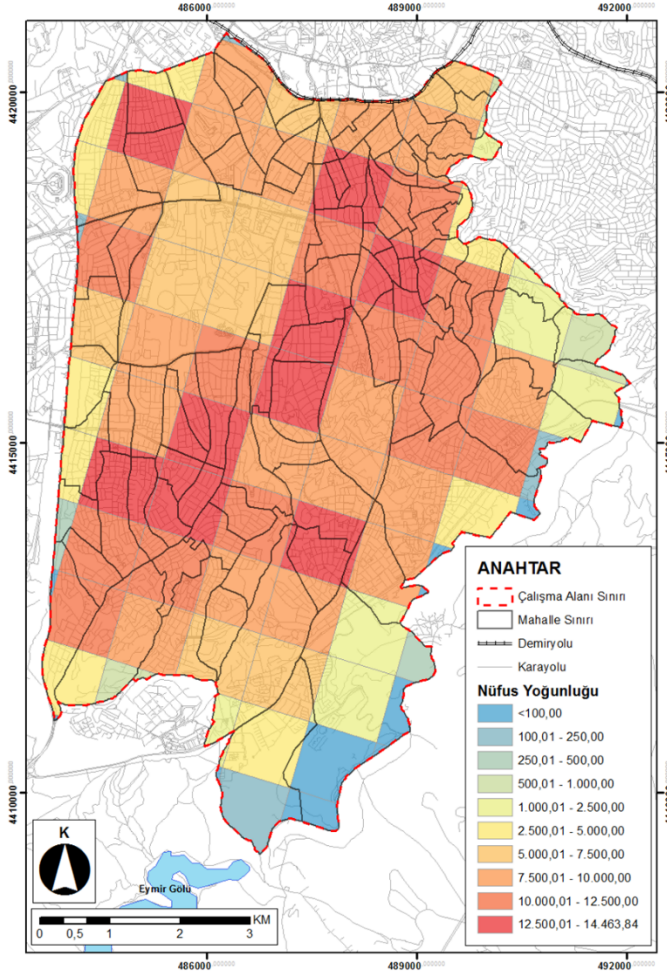 486000 489000 492000
4420000
4415000
4410000
ANAHTAR
Çalışma Alanı Sınırı
Mahalle Sınırı
Demiryolu
Karayolu
Nüfus Yoğunluğu
<100,00
100,01 - 250,00
250,01 - 500,00
500,01 - 1.000,00
1.000,01 - 2.500,00
2.500,01 - 5.000,00
5.000,01 - 7.500,00
7.500,01 - 10.000,00
10.000,01 - 12.500,00
12.500,01 - 14.463,84
K
Eymir Gölü
KM
0 0,5 1 2 3
486000 489000 492000